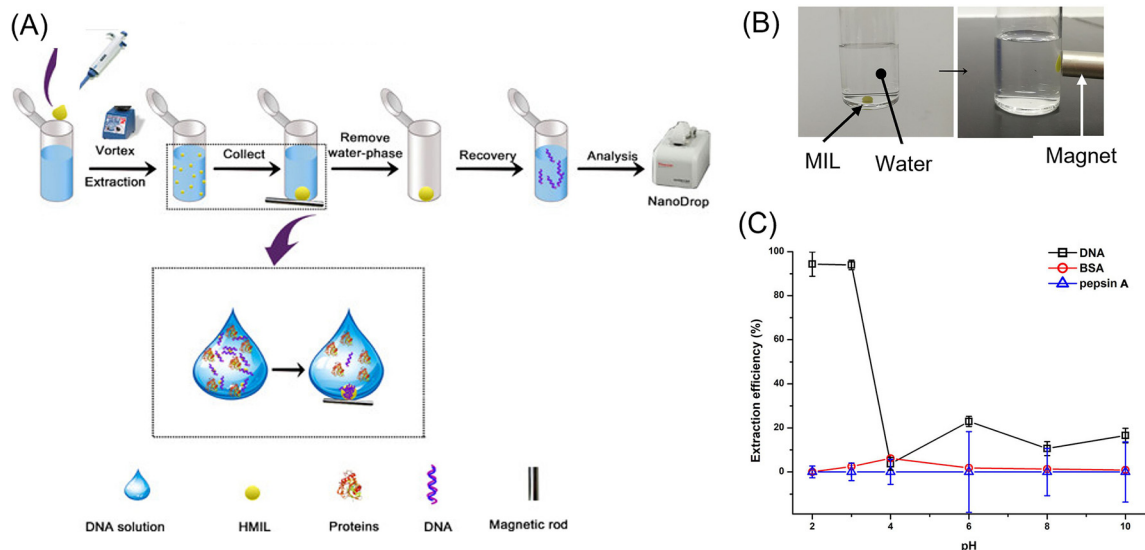 (A)
Vortex
Extraction
Collect
Remove
water-phase
Recovery
Analysis
NanoDrop
DNA solution
HMIL
Proteins
DNA
Magnetic rod
(B)
MIL
Water
Magnet
(C)
Extraction efficiency (%)
100
80
60
40
20
0
DNA
BSA
pepsin A
2
4
6
8
10
pH